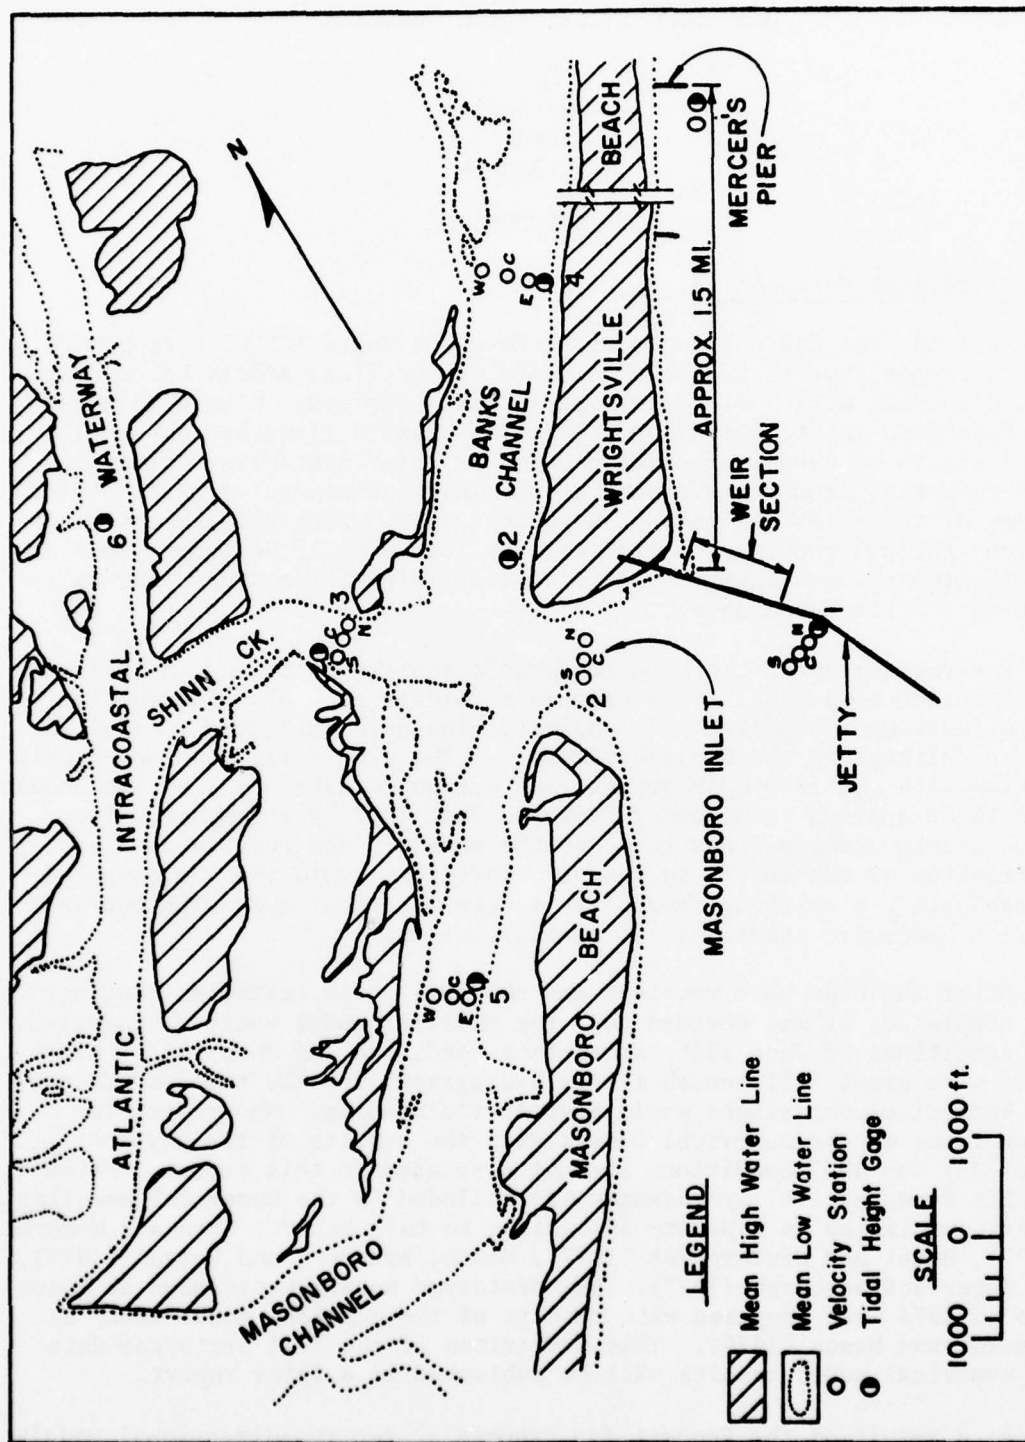 N
ATLANTIC INTRACOASTAL WATERWAY
6
SHINN CK.
S
C
N
3
BANKS
CHANNEL
W
C
E
4
2
WRIGHTSVILLE BEACH
O
MERCER'S
PIER
APPROX 1.5 MI.
WEIR
SECTION
S
C
N
1
JETTY
S
C
N
2
MASONBORO INLET
W
C
E
5
MASONBORO BEACH
MASONBORO
CHANNEL
LEGEND
Mean High Water Line
Mean Low Water Line
Velocity Station
Tidal Height Gage
SCALE
1000 0 1000 ft.